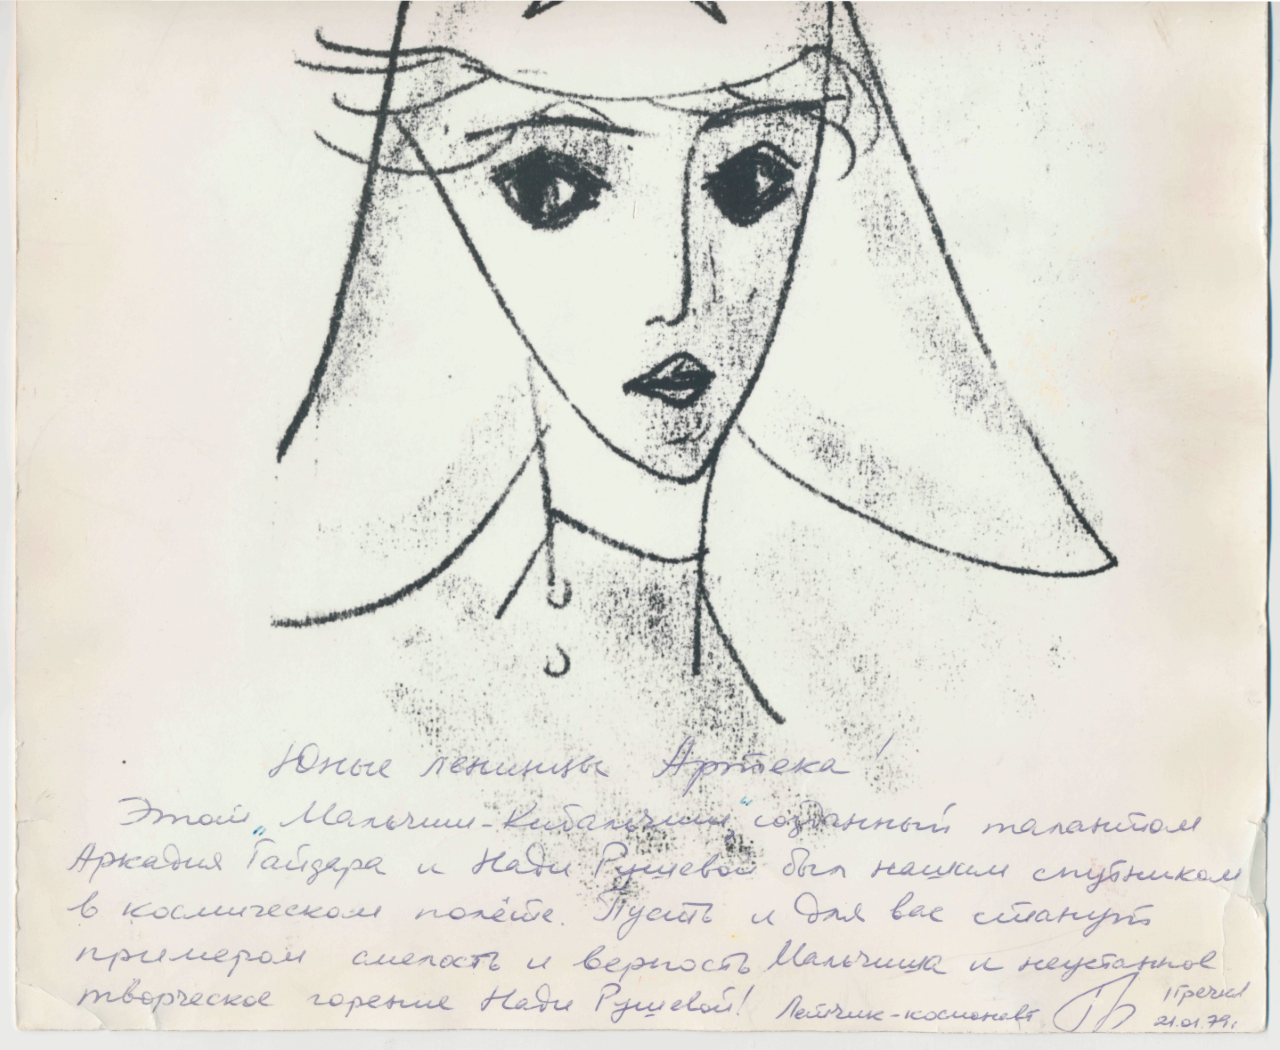 Юные ленинцы Артека!
Этот „Мальчиш-Кибальчиш" созданный талантом
Аркадия Гайдара и Нади Рушевой был нашим спутником
в космическом полёте. Пусть и для вас станут
примером смелость и верность Мальчиша и неустанное
творческое горение Нади Рушевой!
Летчик-космонавт Гречко
21.01.79г.